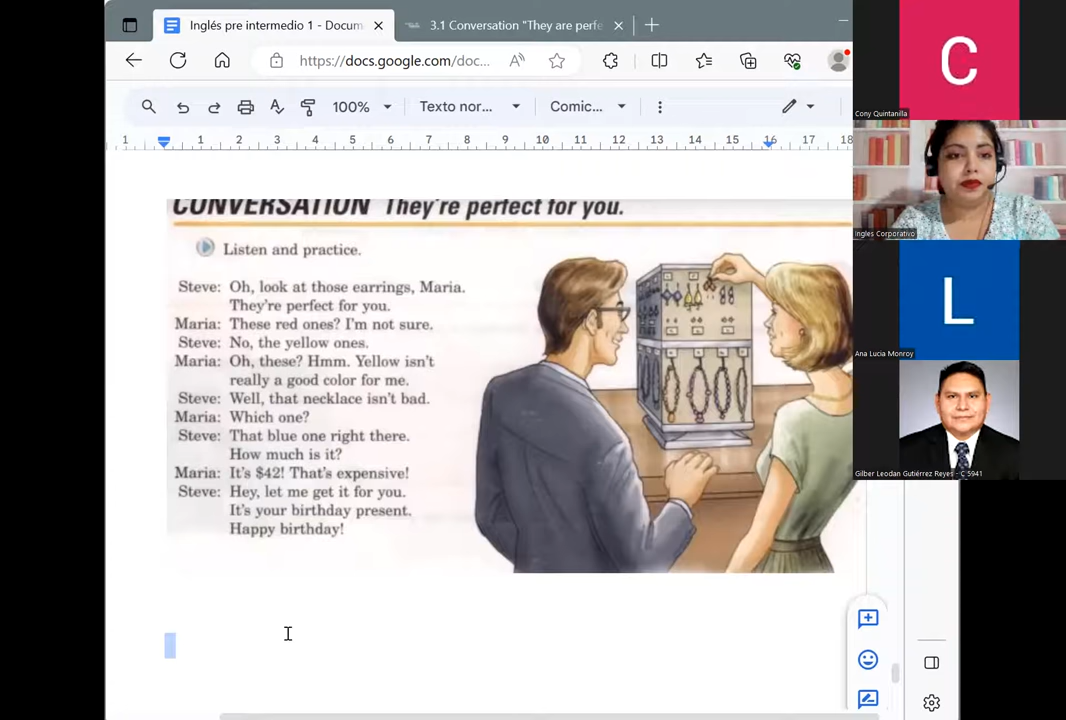 Inglés pre intermedio 1 - Docum
3.1 Conversation "They are perfe
https://docs.google.com/doc...
100%
Texto nor...
Comic...
1 1 2 3 4 5 6 7 8 9 10 11 12 13 14 15 16 17 18
CONVERSATION They're perfect for you.
Listen and practice.
Steve: Oh, look at those earrings, Maria.
They're perfect for you.
Maria: These red ones? I'm not sure.
Steve: No, the yellow ones.
Maria: Oh, these? Hmm. Yellow isn't
really a good color for me.
Steve: Well, that necklace isn't bad.
Maria: Which one?
Steve: That blue one right there.
How much is it?
Maria: It's $42! That's expensive!
Steve: Hey, let me get it for you.
It's your birthday present.
Happy birthday!
C
Cony Quintanilla
Ingles Corporativo
L
Ana Lucia Monroy
Gilber Leodan Gutiérrez Reyes - C 5941